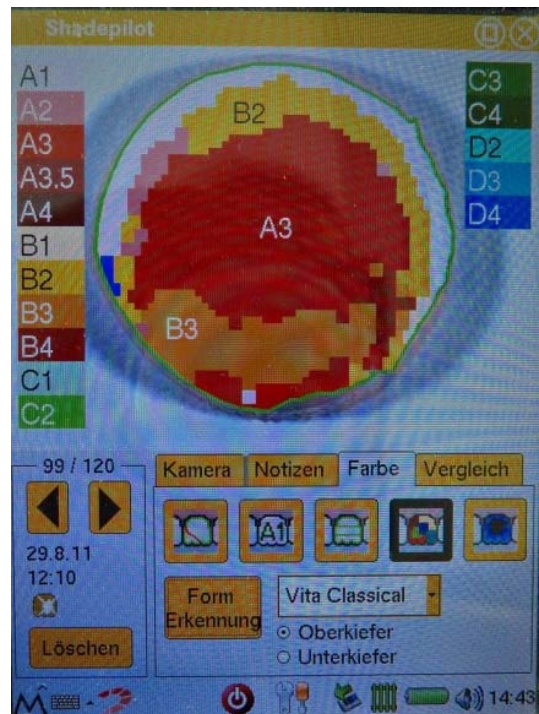 Shadepilot
A1
A2
A3
A3.5
A4
B1
B2
B3
B4
C1
C2
C3
C4
D2
D3
D4
B2
A3
B3
99 / 120
29.8.11
12:10
Löschen
Kamera Notizen Farbe Vergleich
A1
Form
Erkennung
Vita Classical
Oberkiefer
Unterkiefer
14:43